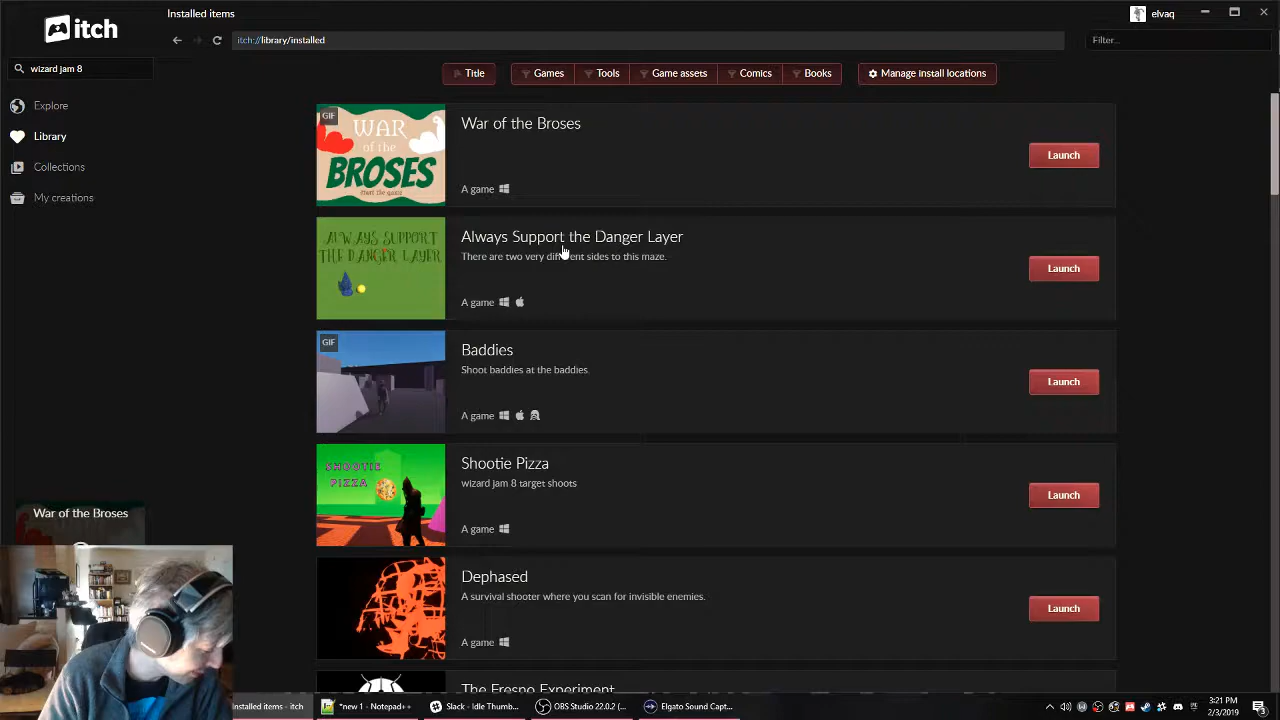 Installed items
elvaq
itch
itch://library/installed
Filter...
wizard jam 8
Title
Games
Tools
Game assets
Comics
Books
Manage install locations
Explore
Library
Collections
My creations
GIF
WAR
of the
BROSES
War of the Broses
A game
Launch
ALWAYS SUPPORT
THE DANGER LAYER
Always Support the Danger Layer
There are two very different sides to this maze.
A game
Launch
GIF
Baddies
Shoot baddies at the baddies.
A game
Launch
SHOOTIE
PIZZA
Shootie Pizza
wizard jam 8 target shoots
A game
Launch
War of the Broses
Dephased
A survival shooter where you scan for invisible enemies.
A game
Launch
The Fresno Experiment
Installed items - itch
*new 1 - Notepad++
Slack - Idle Thumb...
OBS Studio 22.0.2 (...
Elgato Sound Capt...
3:21 PM
2/3/2019